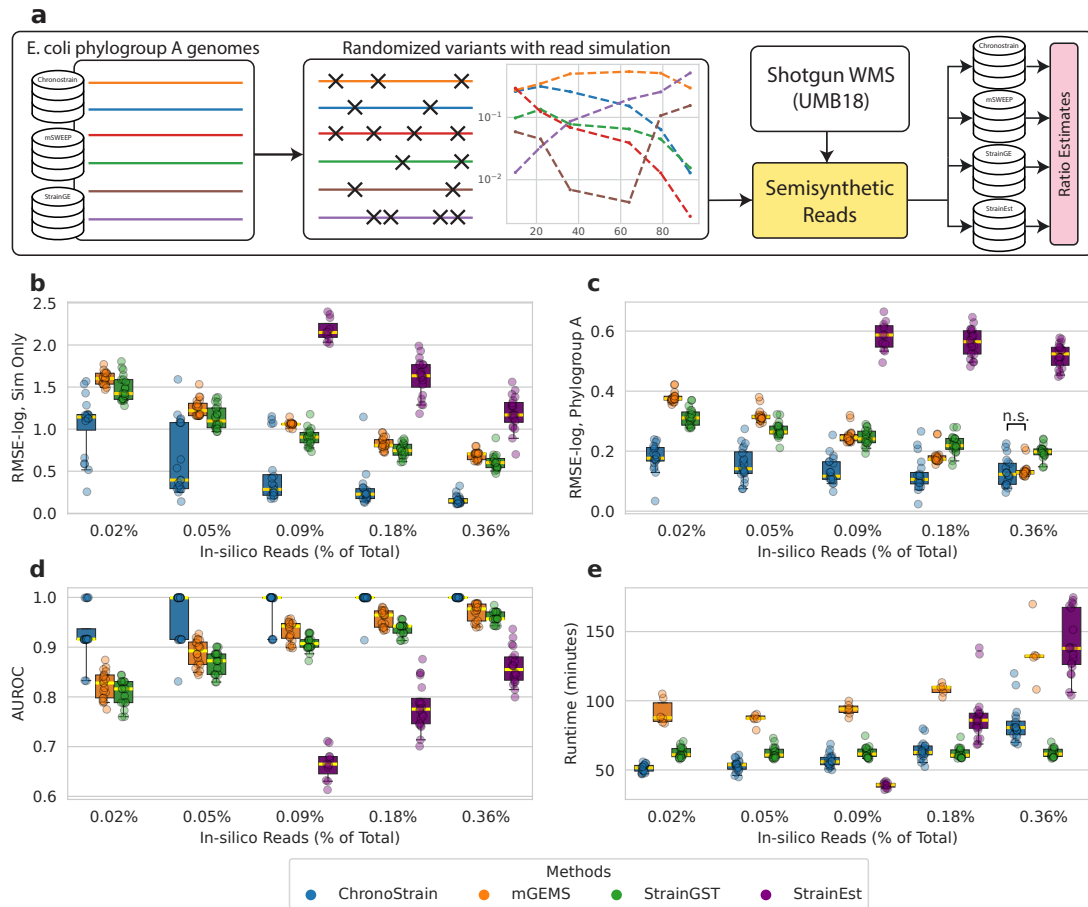 a
E. coli phylogroup A genomes
Chronostrain
mSWEEP
StrainGE
Randomized variants with read simulation
10⁻¹
10⁻²
20 40 60 80
Shotgun WMS
(UMB18)
Semisynthetic
Reads
Chronostrain
mSWEEP
StrainGE
StrainEst
Ratio Estimates
b
RMSE-log, Sim Only
2.5
2.0
1.5
1.0
0.5
0.0
0.02% 0.05% 0.09% 0.18% 0.36%
In-silico Reads (% of Total)
c
RMSE-log, Phylogroup A
0.6
0.4
0.2
0.0
n.s.
0.02% 0.05% 0.09% 0.18% 0.36%
In-silico Reads (% of Total)
d
AUROC
1.0
0.9
0.8
0.7
0.6
0.02% 0.05% 0.09% 0.18% 0.36%
In-silico Reads (% of Total)
e
Runtime (minutes)
150
100
50
0.02% 0.05% 0.09% 0.18% 0.36%
In-silico Reads (% of Total)
Methods
ChronoStrain mGEMS StrainGST StrainEst